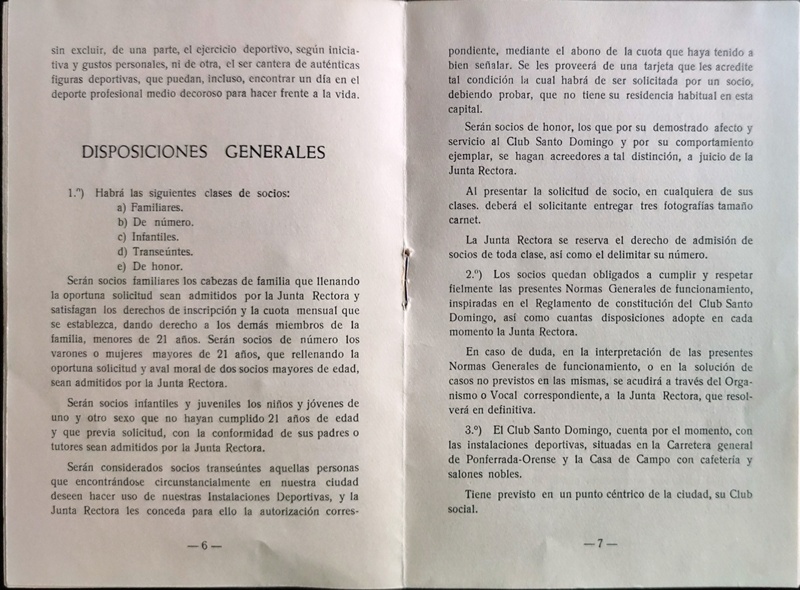 sin excluir, de una parte, el ejercicio deportivo, según inicia-
tiva y gustos personales, ni de otra, el ser cantera de auténticas
figuras deportivas, que puedan, incluso, encontrar un día en el
deporte profesional medio decoroso para hacer frente a la vida.
DISPOSICIONES GENERALES
1.º) Habrá las siguientes clases de socios:
a) Familiares.
b) De número.
c) Infantiles.
d) Transeúntes.
e) De honor.
Serán socios familiares los cabezas de familia que llenando
la oportuna solicitud sean admitidos por la Junta Rectora y
satisfagan los derechos de inscripción y la cuota mensual que
se establezca, dando derecho a los demás miembros de la
familia, menores de 21 años. Serán socios de número los
varones o mujeres mayores de 21 años, que rellenando la
oportuna solicitud y aval moral de dos socios mayores de edad,
sean admitidos por la Junta Rectora.
Serán socios infantiles y juveniles los niños y jóvenes de
uno y otro sexo que no hayan cumplido 21 años de edad
y que previa solicitud, con la conformidad de sus padres o
tutores sean admitidos por la Junta Rectora.
Serán considerados socios transeúntes aquellas personas
que encontrándose circunstancialmente en nuestra ciudad
deseen hacer uso de nuestras Instalaciones Deportivas, y la
Junta Rectora les conceda para ello la autorización corres-
— 6 —
pondiente, mediante el abono de la cuota que haya tenido a
bien señalar. Se les proveerá de una tarjeta que les acredite
tal condición la cual habrá de ser solicitada por un socio,
debiendo probar, que no tiene su residencia habitual en esta
capital.
Serán socios de honor, los que por su demostrado afecto y
servicio al Club Santo Domingo y por su comportamiento
ejemplar, se hagan acreedores a tal distinción, a juicio de la
Junta Rectora.
Al presentar la solicitud de socio, en cualquiera de sus
clases. deberá el solicitante entregar tres fotografías tamaño
carnet.
La Junta Rectora se reserva el derecho de admisión de
socios de toda clase, así como el delimitar su número.
2.º) Los socios quedan obligados a cumplir y respetar
fielmente las presentes Normas Generales de funcionamiento,
inspiradas en el Reglamento de constitución del Club Santo
Domingo, así como cuantas disposiciones adopte en cada
momento la Junta Rectora.
En caso de duda, en la interpretación de las presentes
Normas Generales de funcionamiento, o en la solución de
casos no previstos en las mismas, se acudirá a través del Orga-
nismo o Vocal correspondiente, a la Junta Rectora, que resol-
verá en definitiva.
3.º) El Club Santo Domingo, cuenta por el momento, con
las instalaciones deportivas, situadas en la Carretera general
de Ponferrada-Orense y la Casa de Campo con cafetería y
salones nobles.
Tiene previsto en un punto céntrico de la ciudad, su Club
social.
— 7 —